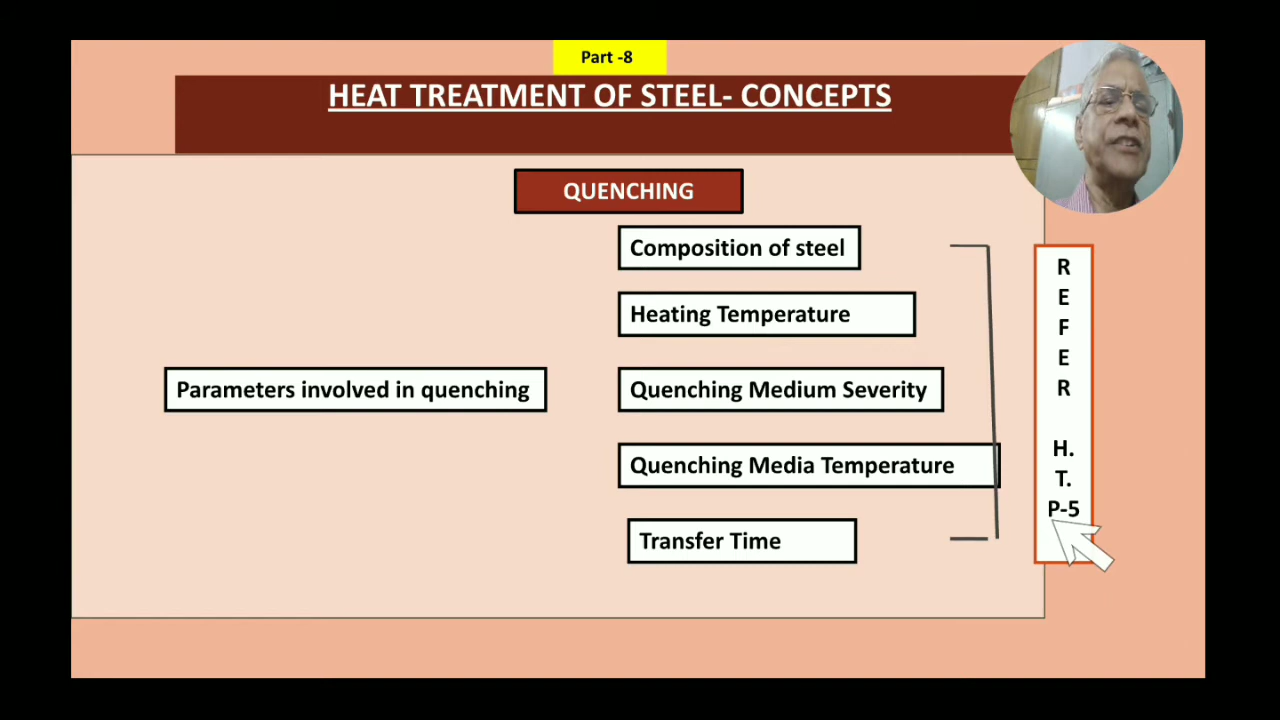 Part -8
HEAT TREATMENT OF STEEL- CONCEPTS
QUENCHING
Composition of steel
Heating Temperature
Parameters involved in quenching
Quenching Medium Severity
Quenching Media Temperature
Transfer Time
R
E
F
E
R
H.
T.
P-5